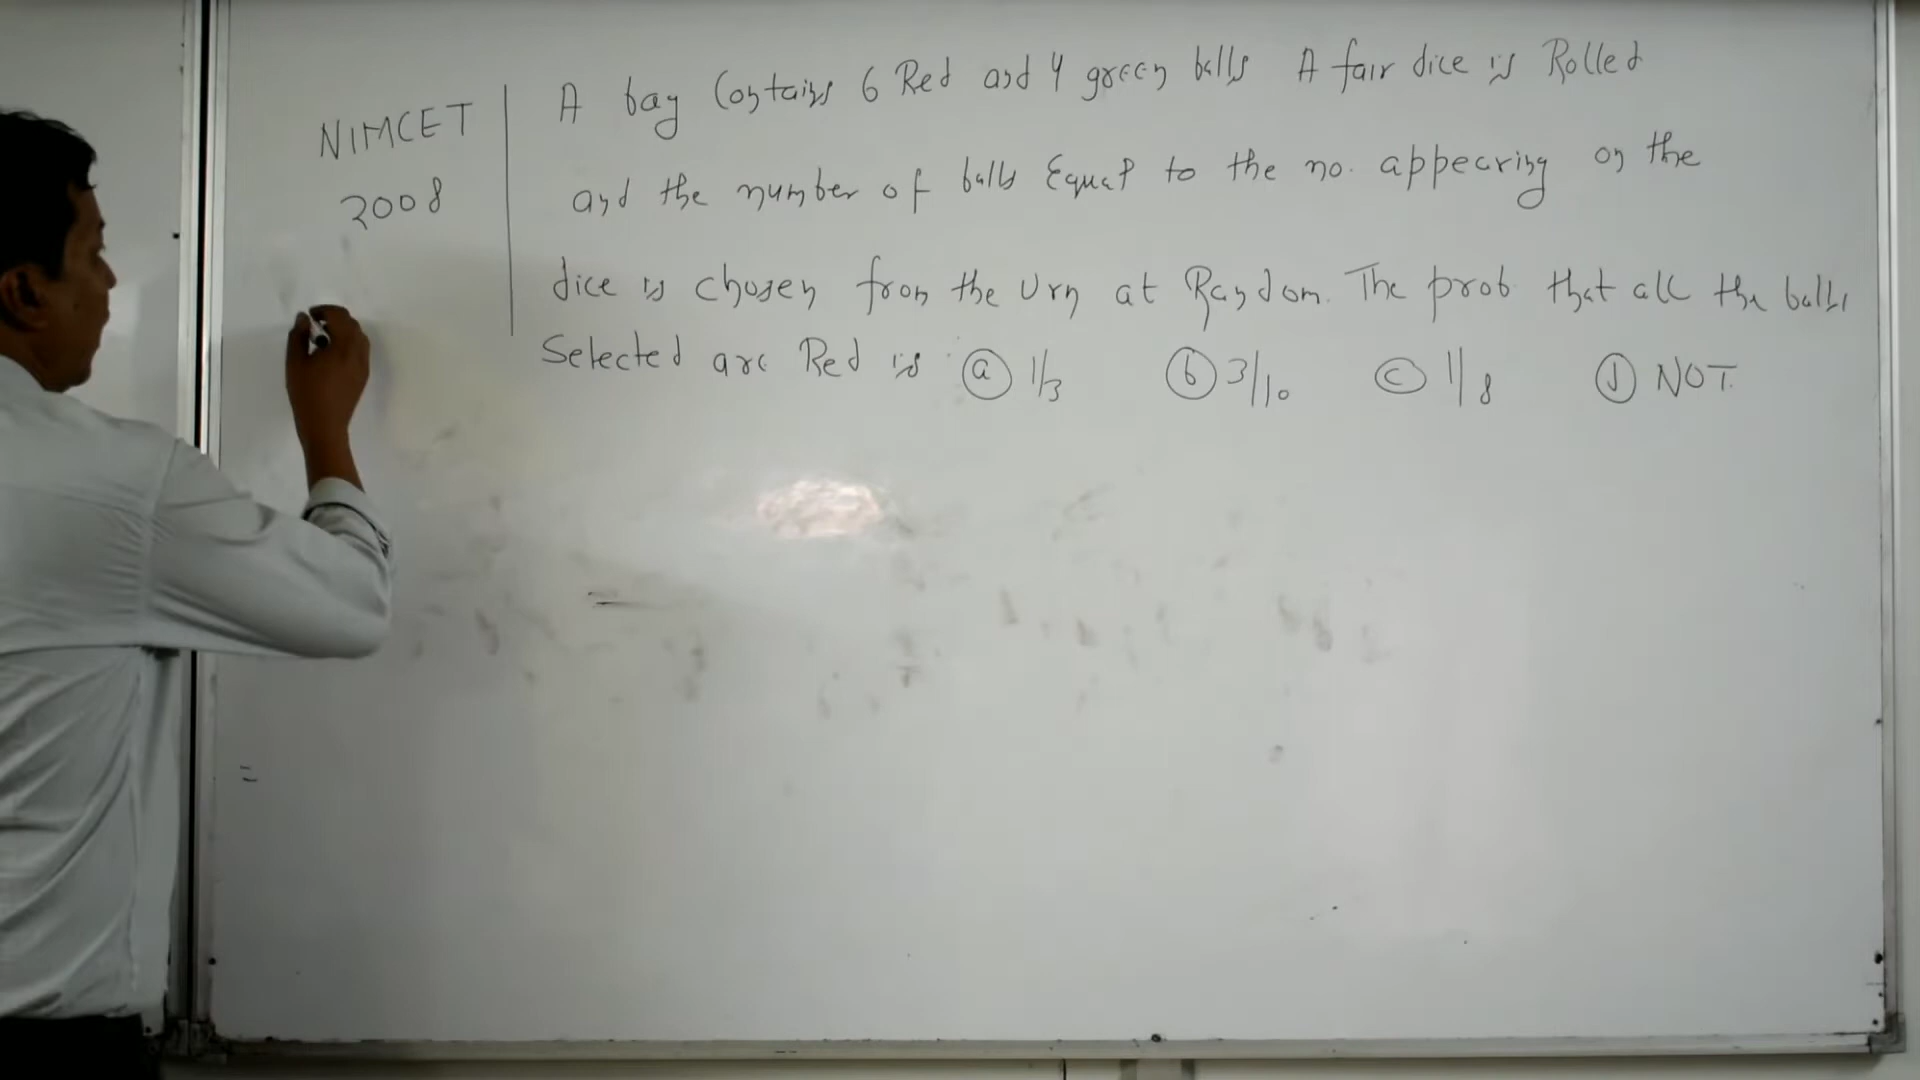 NIMCET
2008
A bag Contains 6 Red and 4 green balls A fair dice is Rolled
and the number of balls Equal to the no. appearing on the
dice is chosen from the Urn at Random. The prob that all the balls
Selected are Red is (a) 1/3 (b) 3/10 (c) 1/8 (d) NOT.
=